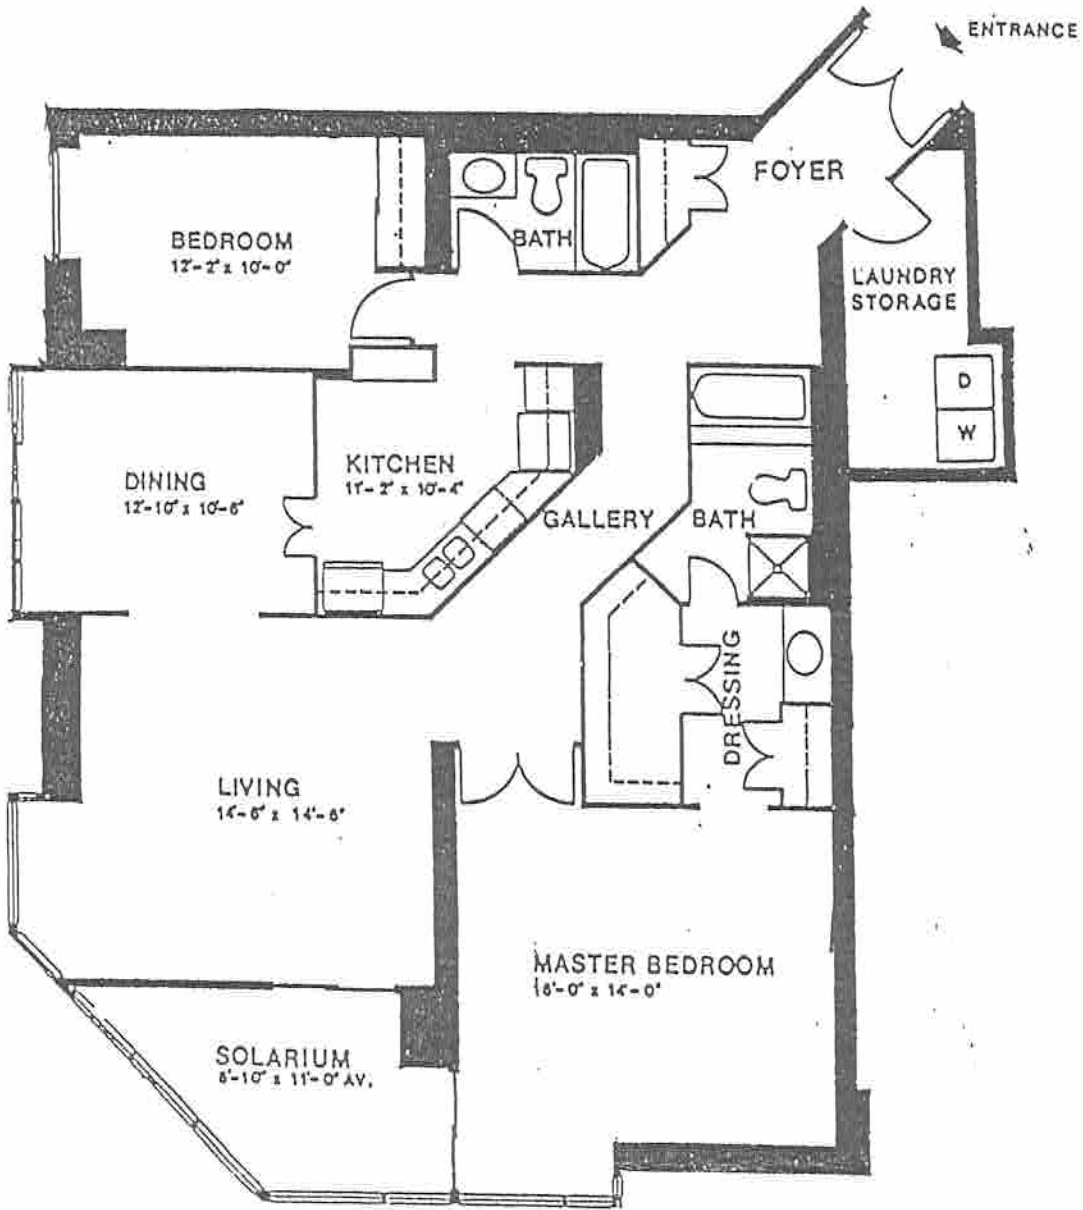 ENTRANCE
FOYER
BEDROOM
12'-2" x 10'-0"
BATH
LAUNDRY
STORAGE
D
W
DINING
12'-10" x 10'-6"
KITCHEN
11'-2" x 10'-4"
GALLERY
BATH
DRESSING
LIVING
14'-6" x 14'-6"
MASTER BEDROOM
16'-0" x 14'-0"
SOLARIUM
8'-10" x 11'-0" AV.